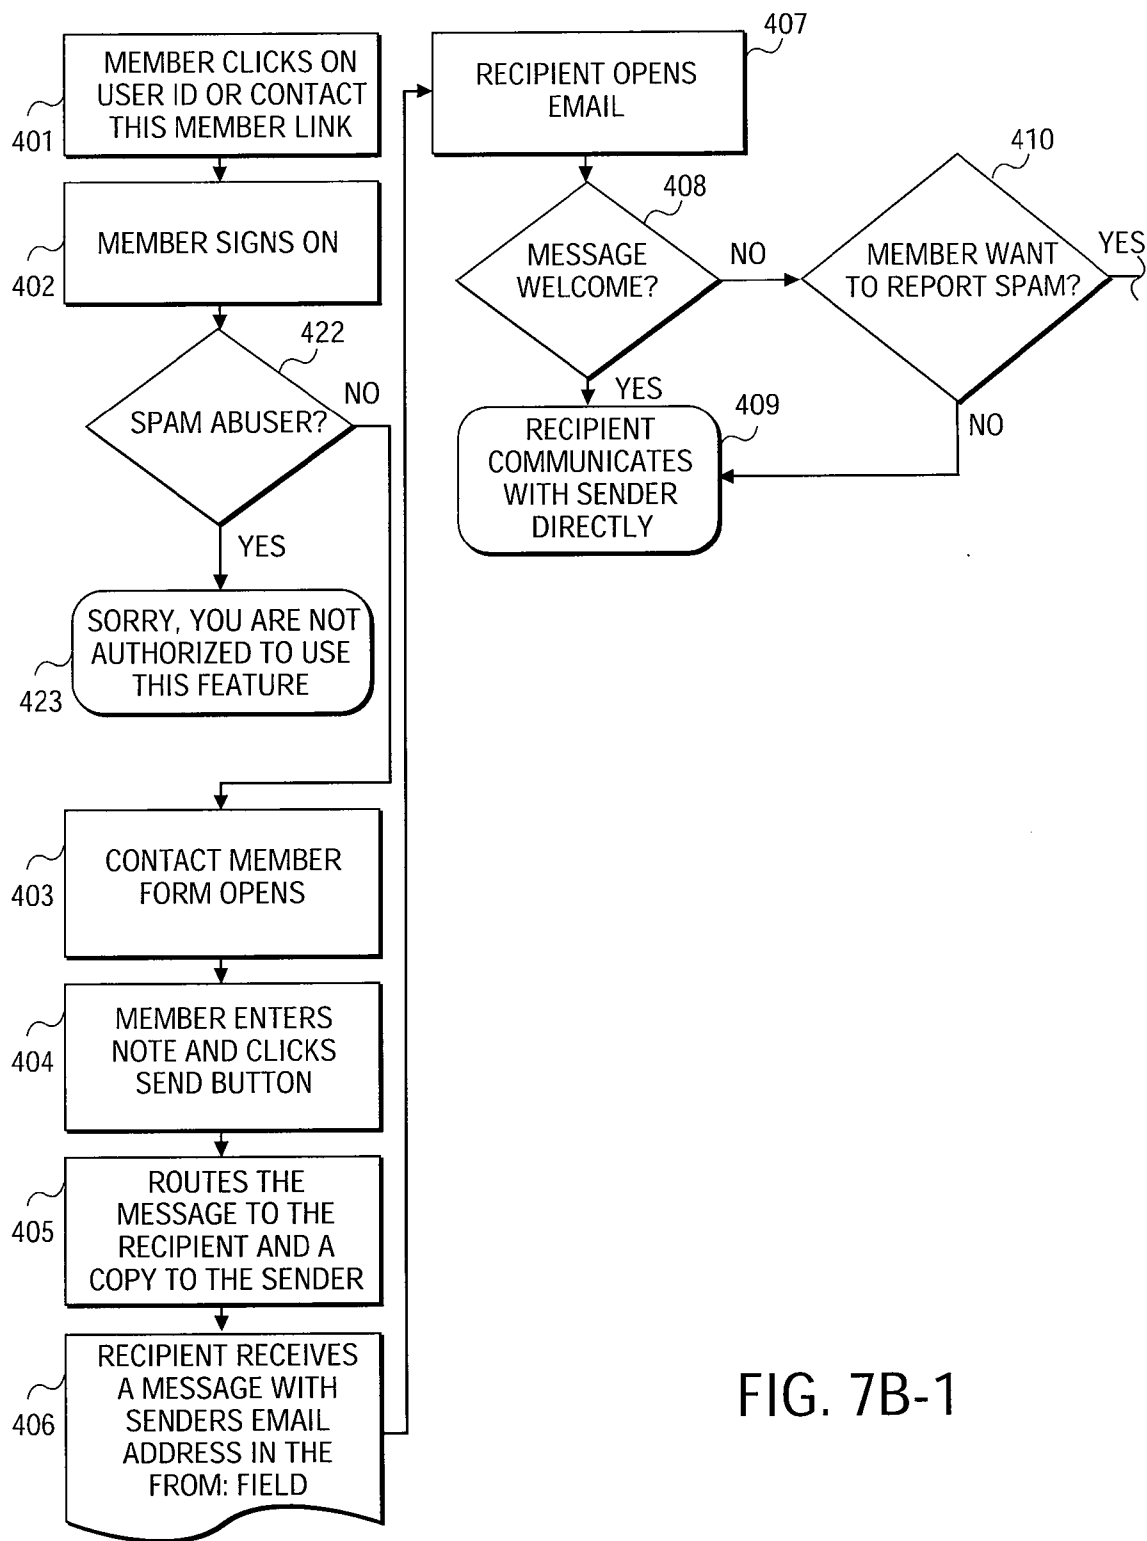 MEMBER CLICKS ON
USER ID OR CONTACT
THIS MEMBER LINK
401
MEMBER SIGNS ON
402
422
SPAM ABUSER?
NO
YES
SORRY, YOU ARE NOT
AUTHORIZED TO USE
THIS FEATURE
423
CONTACT MEMBER
FORM OPENS
403
MEMBER ENTERS
NOTE AND CLICKS
SEND BUTTON
404
ROUTES THE
MESSAGE TO THE
RECIPIENT AND A
COPY TO THE SENDER
405
RECIPIENT RECEIVES
A MESSAGE WITH
SENDERS EMAIL
ADDRESS IN THE
FROM: FIELD
406
407
RECIPIENT OPENS
EMAIL
408
MESSAGE
WELCOME?
NO
YES
409
RECIPIENT
COMMUNICATES
WITH SENDER
DIRECTLY
410
MEMBER WANT
TO REPORT SPAM?
YES
NO
FIG. 7B-1